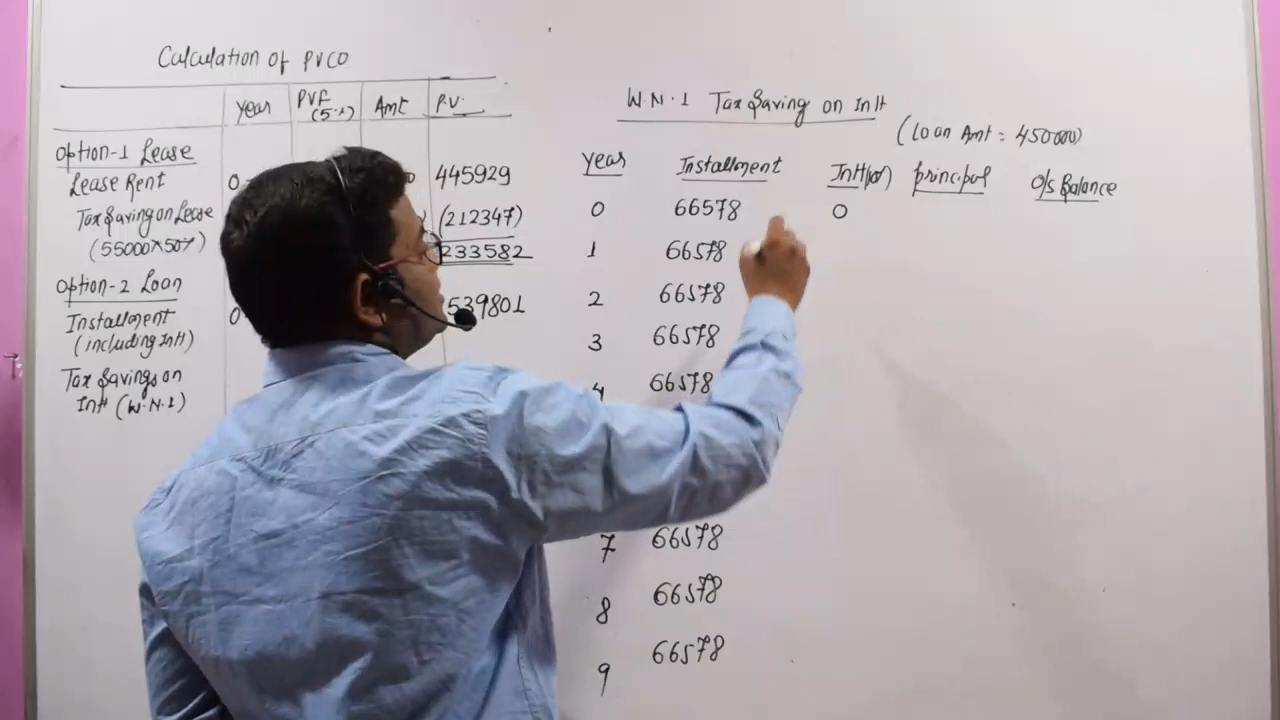 Calculation of PVCO
year PVF Amt P.V.
(5%)
Option-1 Lease
Lease Rent 0- 0 445929
Tax Saving on Lease (212347)
(55000×50%) 233582
Option-2 Loan
Installment 0 539801
(including Intt)
Tax Savings on
Intt (W.N.1)
W.N.1 Tax Saving on Intt
(Loan Amt = 450000)
year Installment Intt principal O/s Balance
0 66578 0
1 66578
2 66578
3 66578
4 66578
7 66578
8 66578
9 66578